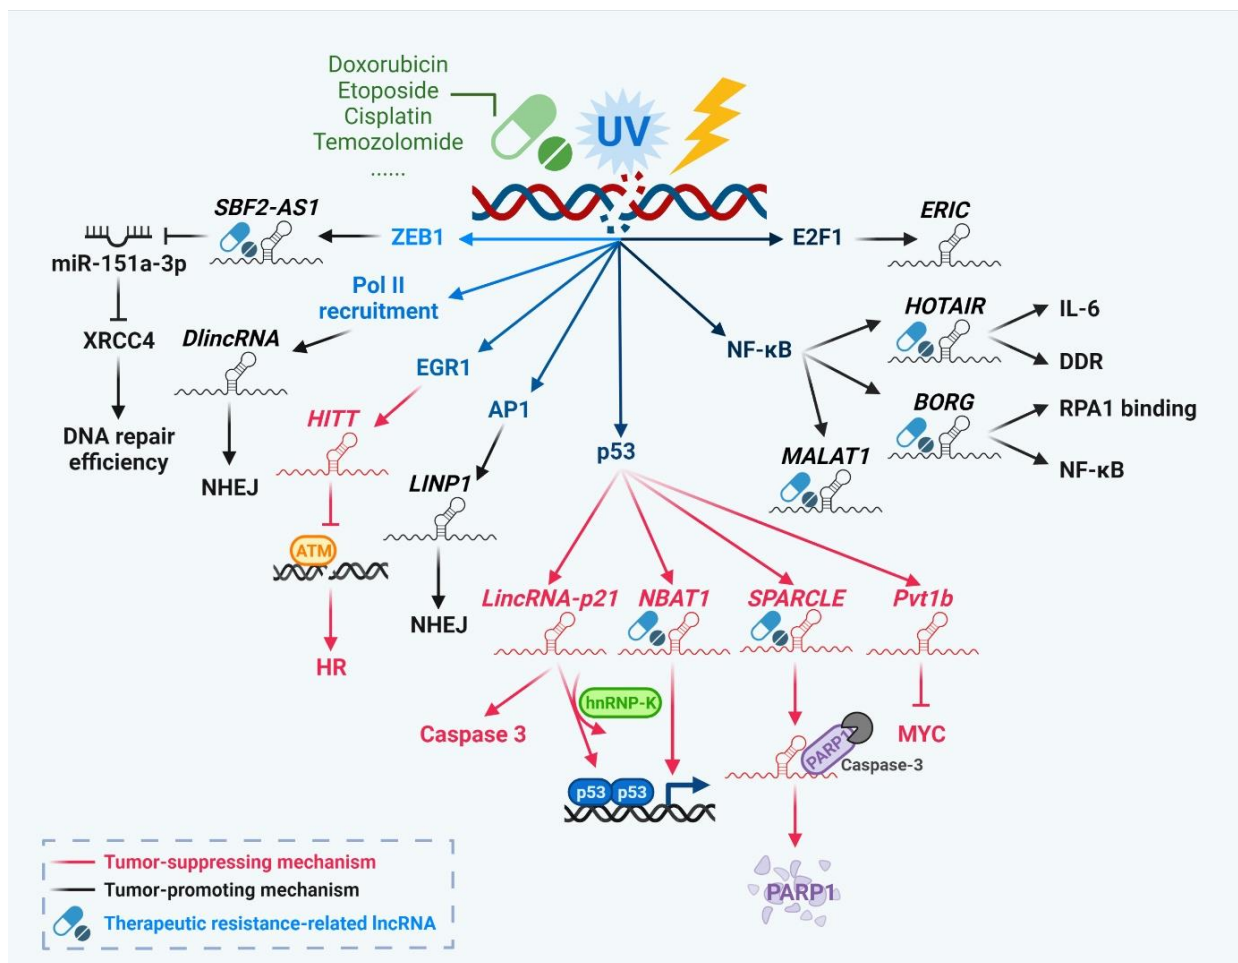 Doxorubicin
Etoposide
Cisplatin
Temozolomide
......
UV
SBF2-AS1
miR-151a-3p
ZEB1
E2F1
ERIC
XRCC4
DNA repair
efficiency
Pol II
recruitment
DlincRNA
NHEJ
EGR1
HITT
ATM
HR
AP1
LINP1
NHEJ
p53
NF-κB
HOTAIR
IL-6
DDR
BORG
RPA1 binding
NF-κB
MALAT1
LincRNA-p21
NBAT1
SPARCLE
Pvt1b
hnRNP-K
Caspase 3
p53
p53
PARP1
Caspase-3
MYC
PARP1
Tumor-suppressing mechanism
Tumor-promoting mechanism
Therapeutic resistance-related lncRNA